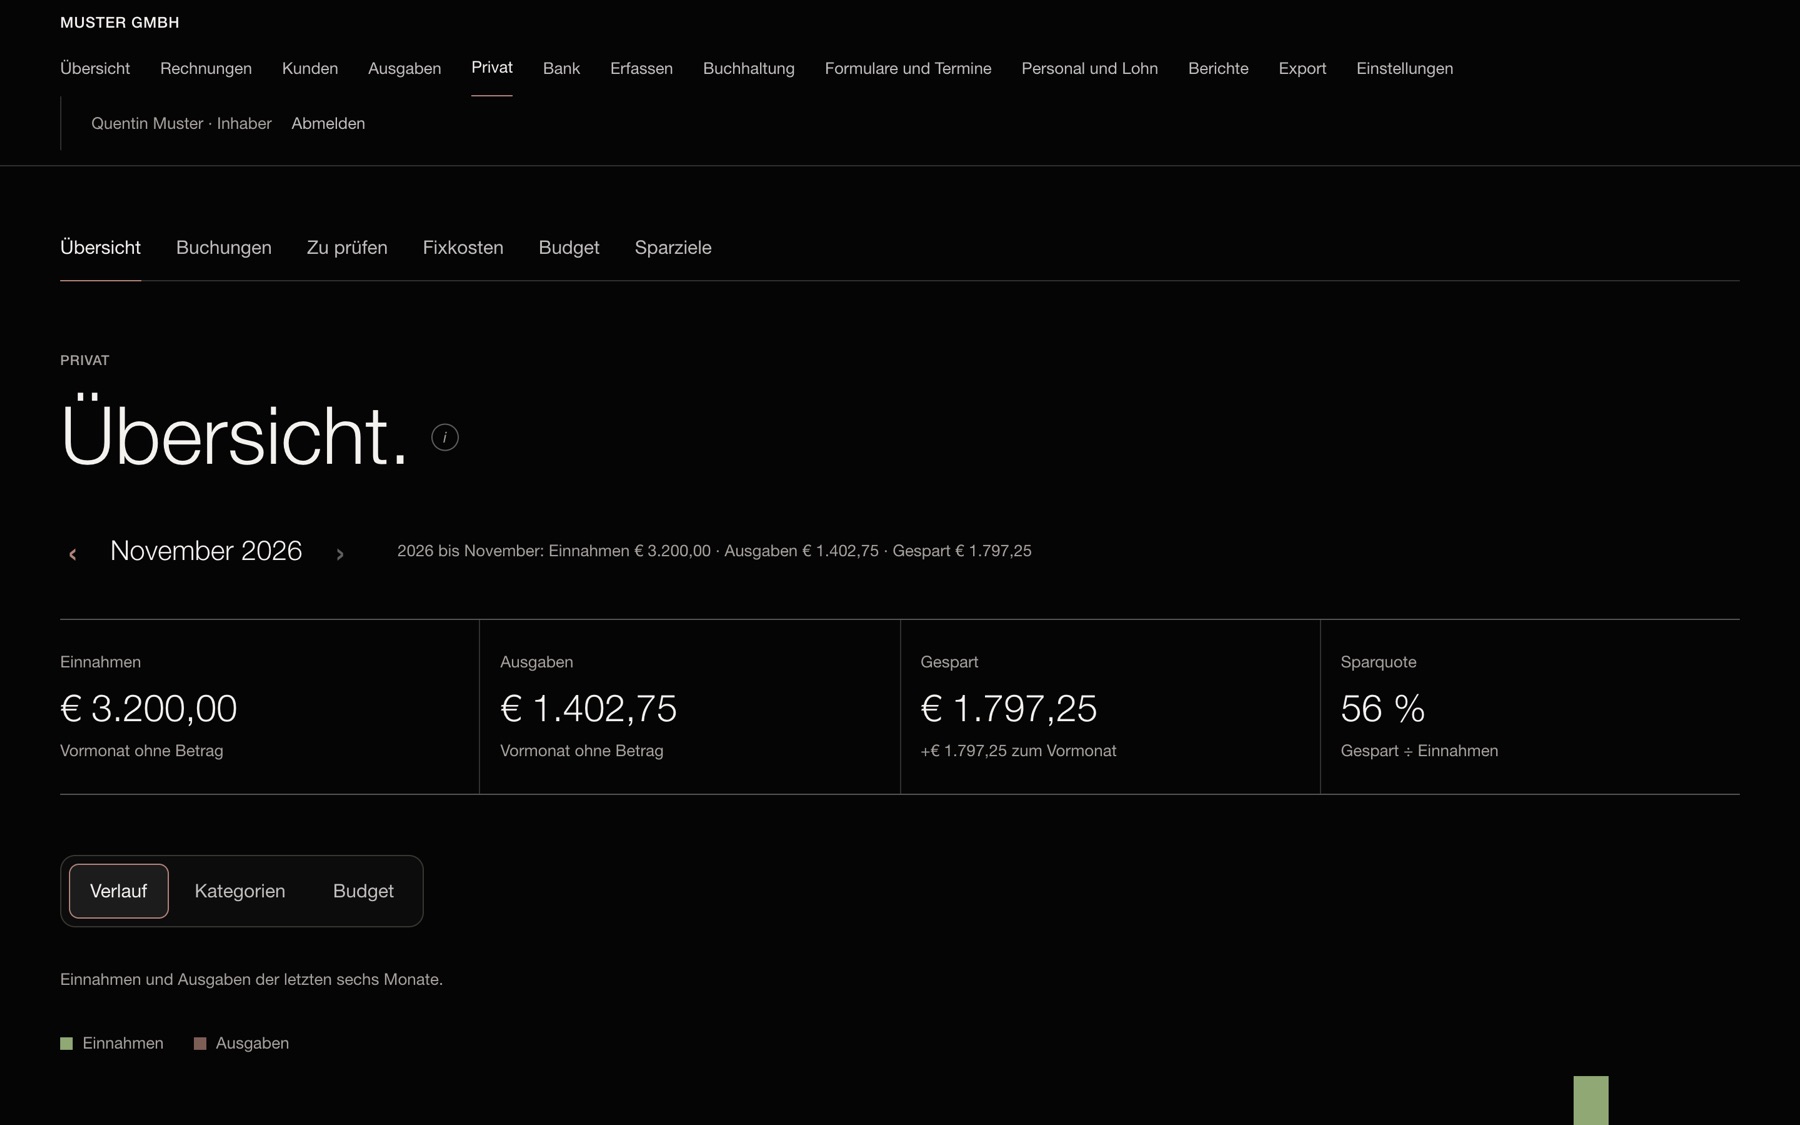 MUSTER GMBH
Übersicht Rechnungen Kunden Ausgaben Privat Bank Erfassen Buchhaltung Formulare und Termine Personal und Lohn Berichte Export Einstellungen
Quentin Muster · Inhaber Abmelden
Übersicht Buchungen Zu prüfen Fixkosten Budget Sparziele
PRIVAT
Übersicht. i
‹ November 2026 › 2026 bis November: Einnahmen € 3.200,00 · Ausgaben € 1.402,75 · Gespart € 1.797,25
Einnahmen Ausgaben Gespart Sparquote
€ 3.200,00 € 1.402,75 € 1.797,25 56 %
Vormonat ohne Betrag Vormonat ohne Betrag +€ 1.797,25 zum Vormonat Gespart ÷ Einnahmen
Verlauf Kategorien Budget
Einnahmen und Ausgaben der letzten sechs Monate.
Einnahmen Ausgaben